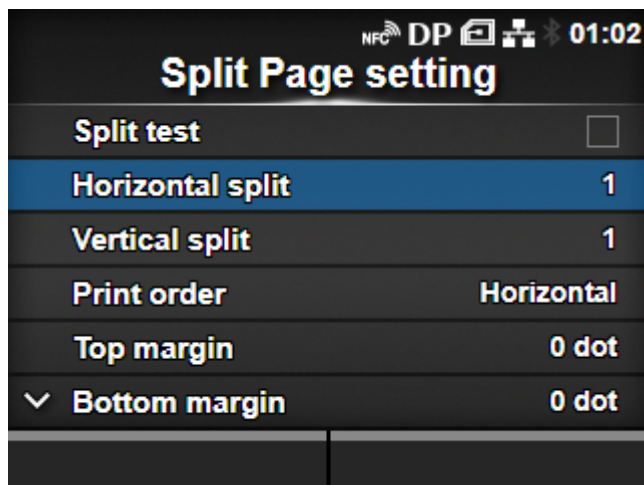 NFC DP 01:02
Split Page setting
Split test
Horizontal split 1
Vertical split 1
Print order Horizontal
Top margin 0 dot
Bottom margin 0 dot